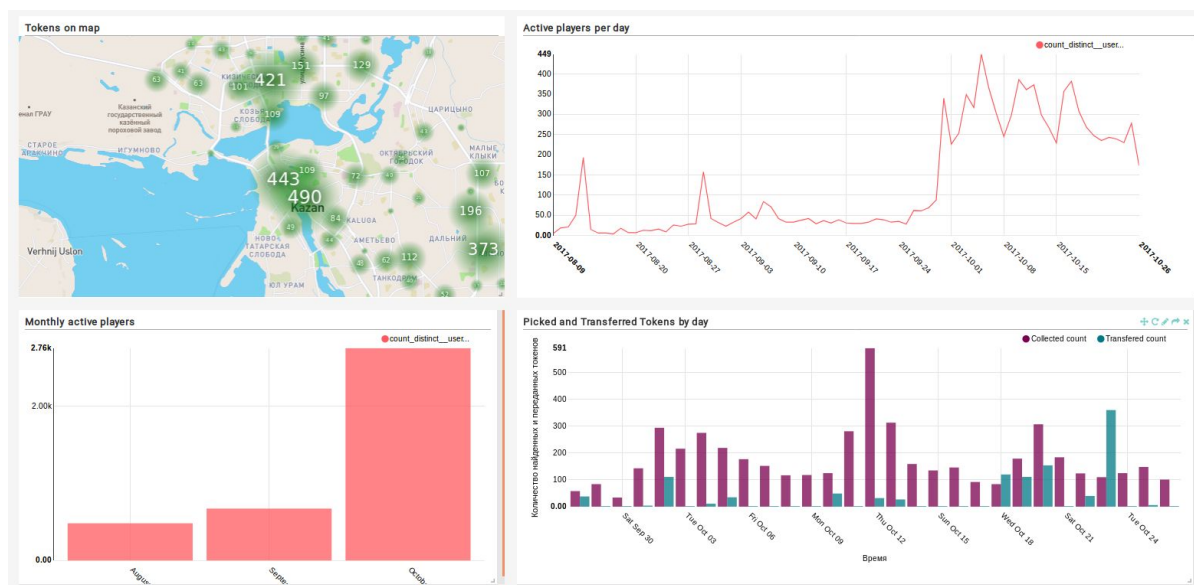 Tokens on map
63
41
63
101
421
151
129
97
109
КОЗЬЯ
СЛОБОДА
Казанский
государственный
казённый
пороховой завод
ЦАРИЦЫНО
СТАРОЕ
АРАКЧИНО
ИГУМНОВО
ОКТЯБРЬСКИЙ
ГОРОДОК
МАЛЫЕ
КЛЫКИ
107
443
109
490
72
Kazan
84
KALUGA
196
НОВО-
ТАТАРСКАЯ
СЛОБОДА
АМЕТЬЕВО
ДАЛЬНИЙ
373
Verhnij Uslon
62
112
ТАНКОДРОМ
ЮЛ УРАМ
Active players per day
count_distinct__user...
449
400
350
300
250
200
150
100
50.0
0.00
2017-08-09
2017-08-20
2017-08-27
2017-09-03
2017-09-10
2017-09-17
2017-09-24
2017-10-01
2017-10-08
2017-10-15
2017-10-26
Monthly active players
count_distinct__user...
2.76k
2.00k
0.00
Augus
Septe
Octob
Picked and Transferred Tokens by day
Collected count
Transfered count
Количество найденных и переданных токенов
591
500
400
300
200
100
0.00
Sat Sep 30
Tue Oct 03
Fri Oct 06
Mon Oct 09
Thu Oct 12
Sun Oct 15
Wed Oct 18
Sat Oct 21
Tue Oct 24
Время